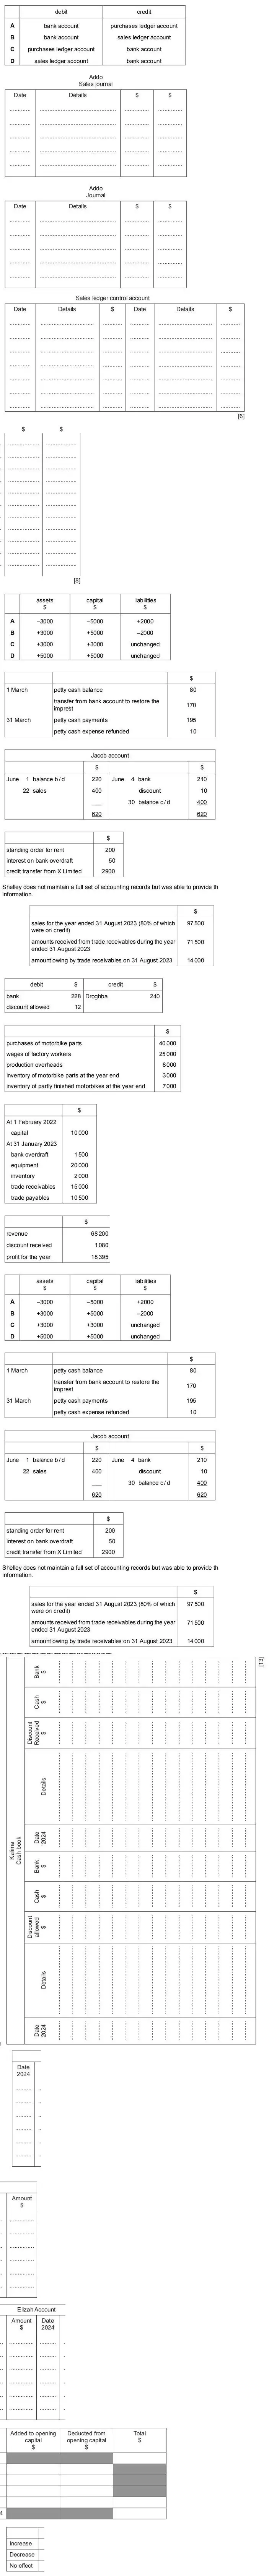 debit credit
A bank account purchases ledger account
B bank account sales ledger account
C purchases ledger account bank account
D sales ledger account bank account
Addo
Sales journal
Date Details $ $
Addo
Journal
Date Details $ $
Sales ledger control account
Date Details $ Date Details $
[6]
$ $
[8]
assets capital liabilities
$ $ $
A –3000 –5000 +2000
B +3000 +5000 –2000
C +3000 +3000 unchanged
D +5000 +5000 unchanged
$
1 March petty cash balance 80
transfer from bank account to restore the
imprest 170
31 March petty cash payments 195
petty cash expense refunded 10
Jacob account
$ $
June 1 balance b/d 220 June 4 bank 210
22 sales 400 discount 10
30 balance c/d 400
620 620
$
standing order for rent 200
interest on bank overdraft 50
credit transfer from X Limited 2900
Shelley does not maintain a full set of accounting records but was able to provide th
information.
$
sales for the year ended 31 August 2023 (80% of which
were on credit) 97 500
amounts received from trade receivables during the year
ended 31 August 2023 71 500
amount owing by trade receivables on 31 August 2023 14 000
debit $ credit $
bank 228 Droghba 240
discount allowed 12
$
purchases of motorbike parts 40 000
wages of factory workers 25 000
production overheads 8 000
inventory of motorbike parts at the year end 3 000
inventory of partly finished motorbikes at the year end 7 000
$
At 1 February 2022
capital 10 000
At 31 January 2023
bank overdraft 1 500
equipment 20 000
inventory 2 000
trade receivables 15 000
trade payables 10 500
$
revenue 68 200
discount received 1 080
profit for the year 18 395
assets capital liabilities
$ $ $
A –3000 –5000 +2000
B +3000 +5000 –2000
C +3000 +3000 unchanged
D +5000 +5000 unchanged
$
1 March petty cash balance 80
transfer from bank account to restore the
imprest 170
31 March petty cash payments 195
petty cash expense refunded 10
Jacob account
$ $
June 1 balance b/d 220 June 4 bank 210
22 sales 400 discount 10
30 balance c/d 400
620 620
$
standing order for rent 200
interest on bank overdraft 50
credit transfer from X Limited 2900
Shelley does not maintain a full set of accounting records but was able to provide th
information.
$
sales for the year ended 31 August 2023 (80% of which
were on credit) 97 500
amounts received from trade receivables during the year
ended 31 August 2023 71 500
amount owing by trade receivables on 31 August 2023 14 000
Kalima
Cash book
Date 2024 Details Discount allowed $ Cash $ Bank $ Date 2024 Details Discount Received $ Cash $ Bank $
[13]
Date
2024
Amount
$
Elizah Account
Amount Date
$ 2024
Added to opening Deducted from Total
capital opening capital $
$ $
4
Increase
Decrease
No effect